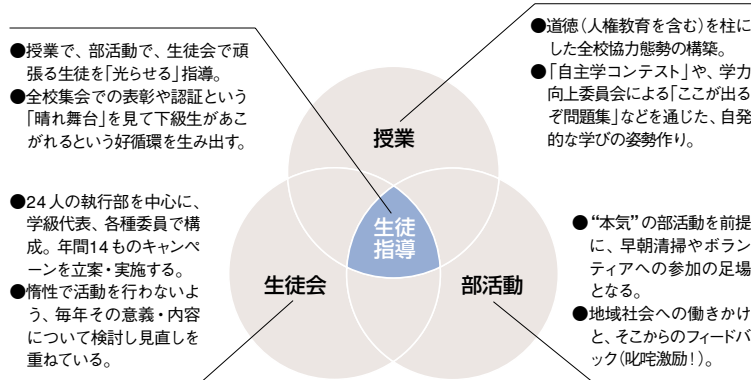 ●授業で、部活動で、生徒会で頑
張る生徒を「光らせる」指導。
●全校集会での表彰や認証という
「晴れ舞台」を見て下級生があこ
がれるという好循環を生み出す。
●道徳(人権教育を含む)を柱に
した全校協力態勢の構築。
●「自主学コンテスト」や、学力
向上委員会による「ここが出る
ぞ問題集」などを通じた、自発
的な学びの姿勢作り。
授業
生徒
指導
生徒会
部活動
●24人の執行部を中心に、
学級代表、各種委員で構
成。年間14ものキャンペ
ーンを立案・実施する。
●惰性で活動を行わないよ
う、毎年その意義・内容
について検討し見直しを
重ねている。
●“本気”の部活動を前提
に、早朝清掃やボラン
ティアへの参加の足場
となる。
●地域社会への働きかけ
と、そこからのフィードバ
ック(叱咤激励!)。